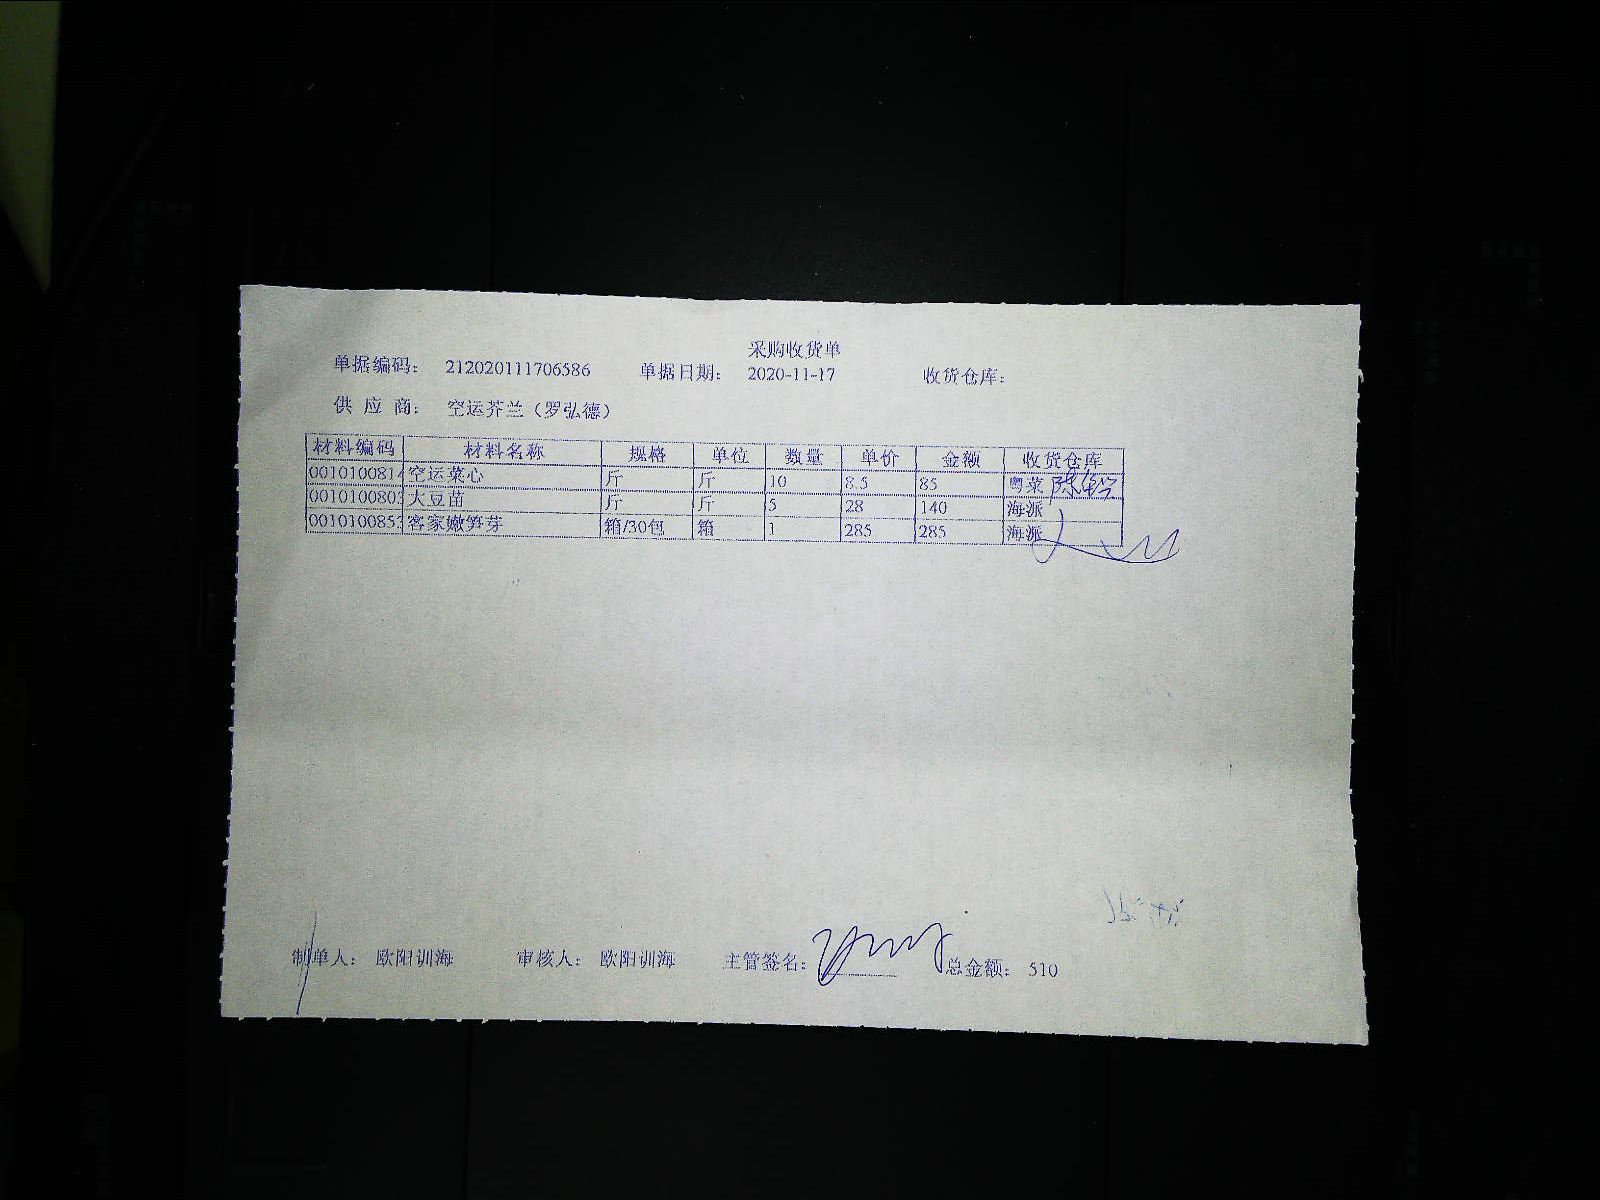 采购收货单
单据编码： 212020111706586 单据日期： 2020-11-17 收货仓库：
供 应 商： 空运芥兰（罗弘德）
材料编码 材料名称 规格 单位 数量 单价 金额 收货仓库
0010100814 空运菜心 斤 斤 10 8.5 85 粤菜
0010100803 大豆苗 斤 斤 5 28 140 海派
0010100853 客家嫩笋芽 箱/30包 箱 1 285 285 海派
制单人： 欧阳训海 审核人： 欧阳训海 主管签名： 总金额： 510